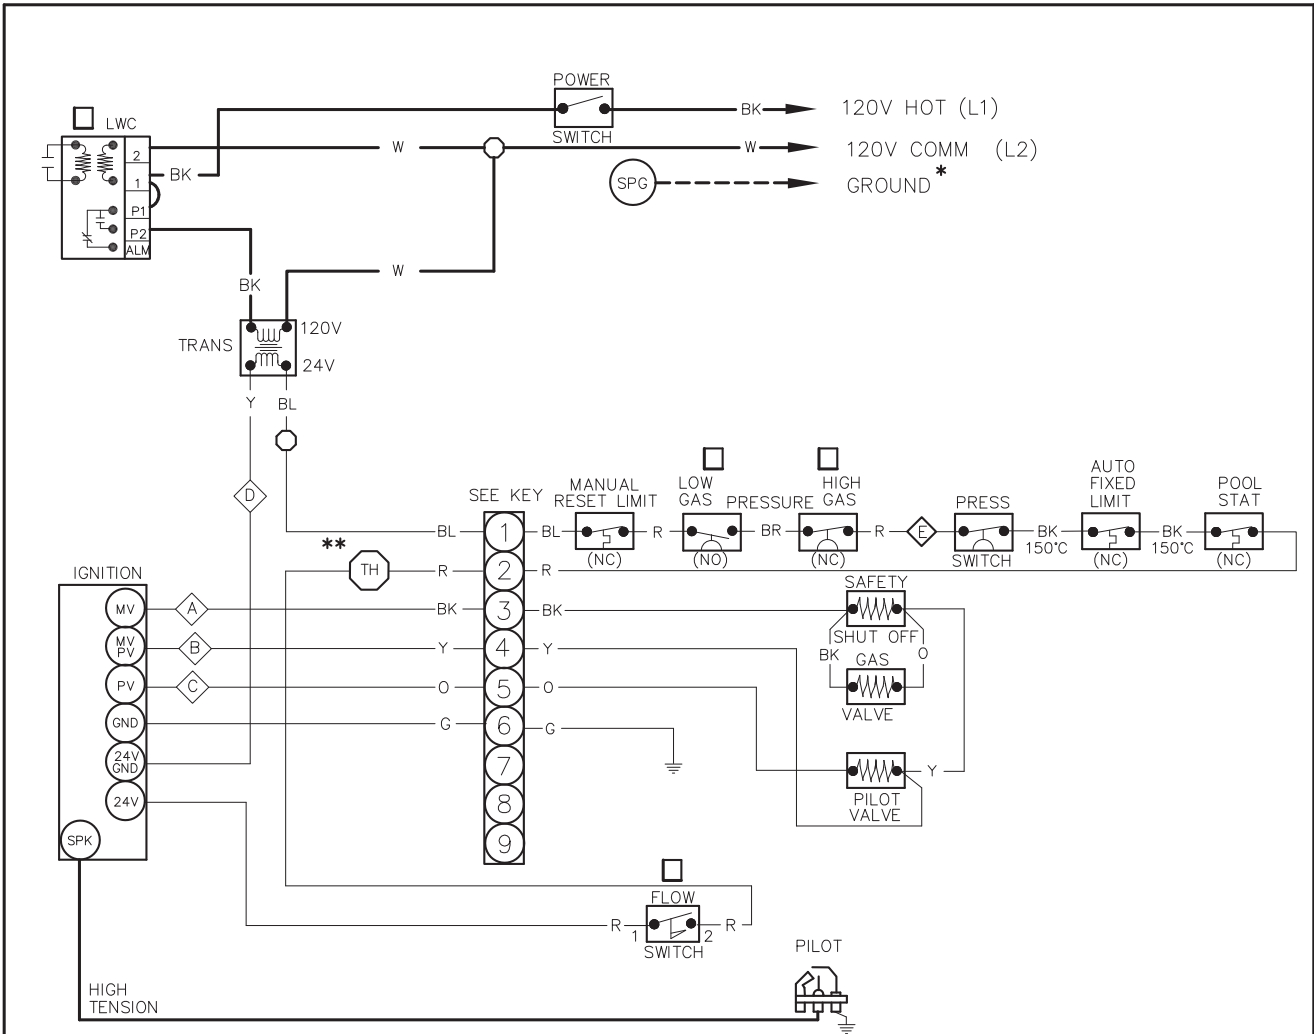 POWER
BK
120V HOT (L1)
SWITCH
LWC
2
W
W
120V COMM (L2)
1
BK
SPG
GROUND*
P1
P2
ALM
W
BK
120V
TRANS
24V
Y
BL
D
SEE KEY
MANUAL
RESET LIMIT
LOW
GAS
PRESSURE
HIGH
GAS
PRESS
AUTO
FIXED
LIMIT
POOL
STAT
BL
1
BL
R
BR
R
E
BK
150°C
BK
150°C
(NC)
(NO)
(NC)
SWITCH
(NC)
(NC)
**
TH
R
2
R
IGNITION
SAFETY
MV
A
BK
3
BK
SHUT OFF
MV
PV
B
Y
4
Y
BK
GAS
O
PV
C
O
5
O
VALVE
GND
G
6
G
24V
GND
7
Y
24V
8
PILOT
VALVE
SPK
9
FLOW
R
1
2
R
SWITCH
PILOT
HIGH
TENSION